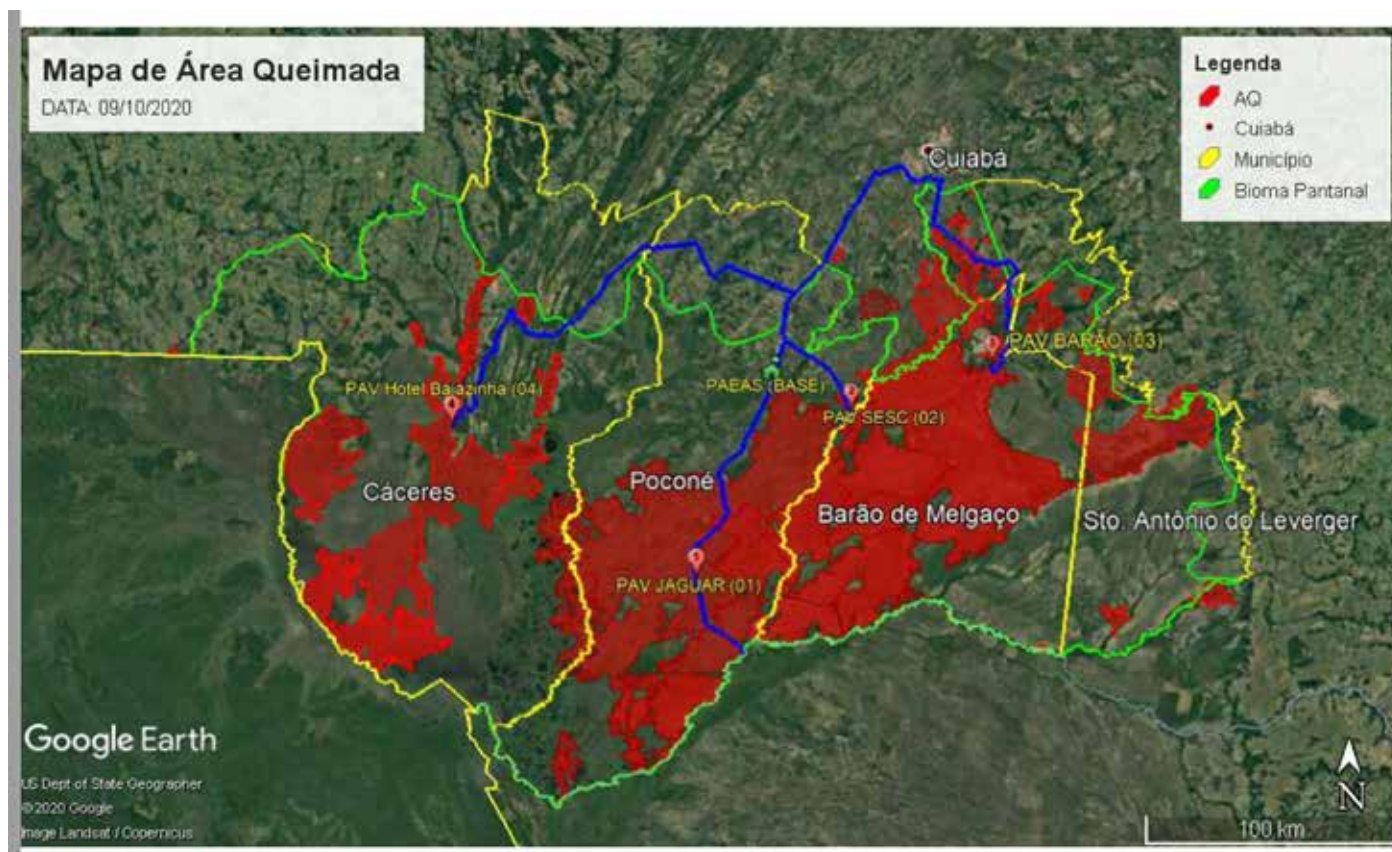 Mapa de Área Queimada
DATA: 09/10/2020
Legenda
AQ
Cuiabá
Município
Bioma Pantanal
Cuiabá
PAV BARÃO (03)
PAV Hotel Baiazinha (04)
PAEAS (BASE)
PAV SESC (02)
Cáceres
Poconé
Barão de Melgaço
Sto. Antônio do Leverger
PAV JAGUAR (01)
Google Earth
US Dept of State Geographer
© 2020 Google
Image Landsat / Copernicus
N
100 km